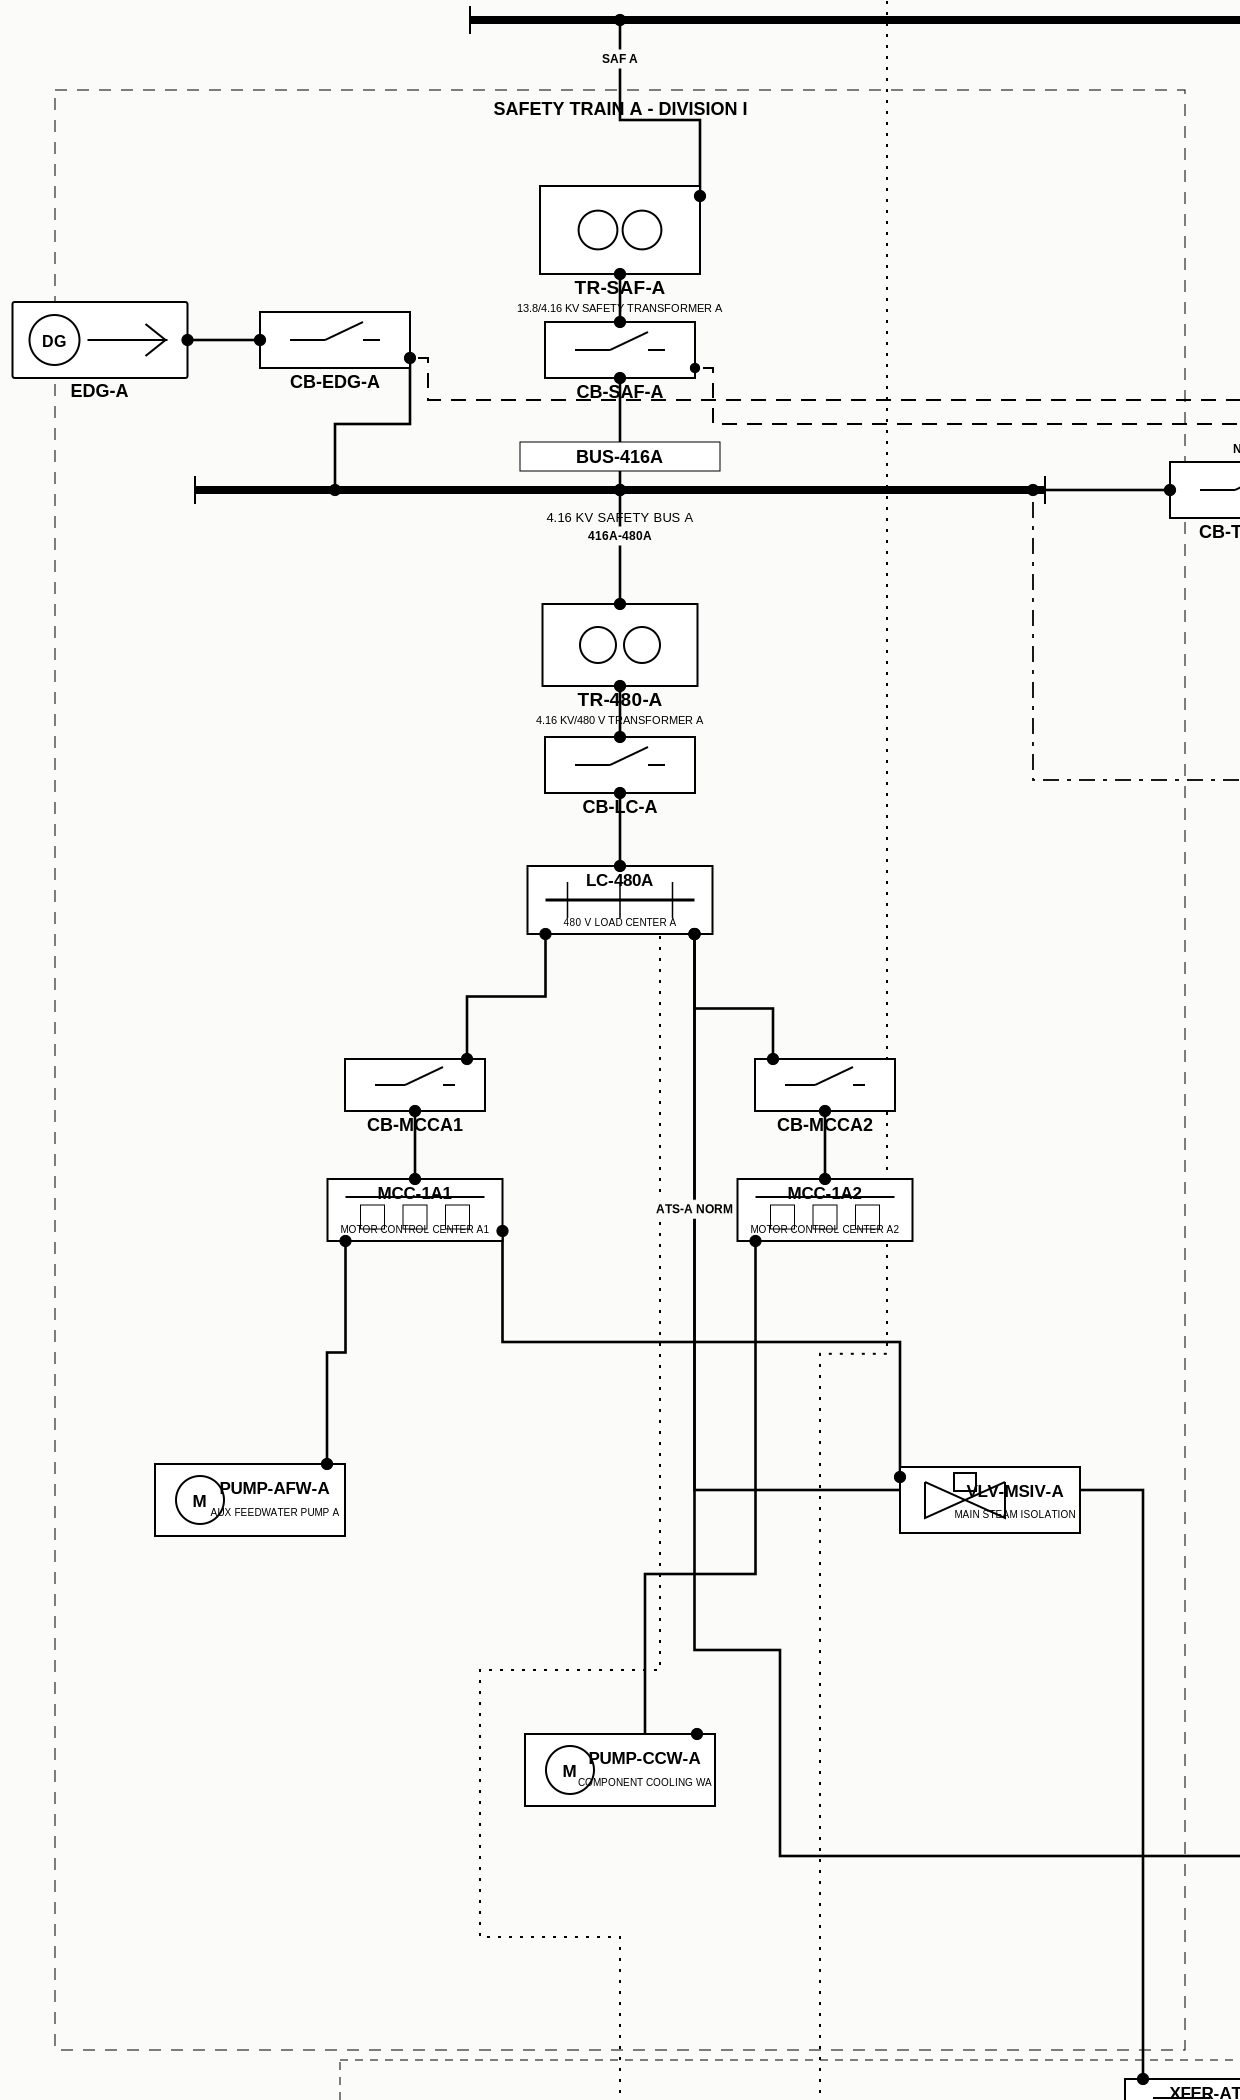 SAF A
SAFETY TRAIN A - DIVISION I
TR-SAF-A
13.8/4.16 KV SAFETY TRANSFORMER A
DG
EDG-A
CB-EDG-A
CB-SAF-A
BUS-416A
N
CB-T
4.16 KV SAFETY BUS A
416A-480A
TR-480-A
4.16 KV/480 V TRANSFORMER A
CB-LC-A
LC-480A
480 V LOAD CENTER A
CB-MCCA1
CB-MCCA2
MCC-1A1
MOTOR CONTROL CENTER A1
ATS-A NORM
MCC-1A2
MOTOR CONTROL CENTER A2
M
PUMP-AFW-A
AUX FEEDWATER PUMP A
VLV-MSIV-A
MAIN STEAM ISOLATION
M
PUMP-CCW-A
COMPONENT COOLING WA
XFER-AT